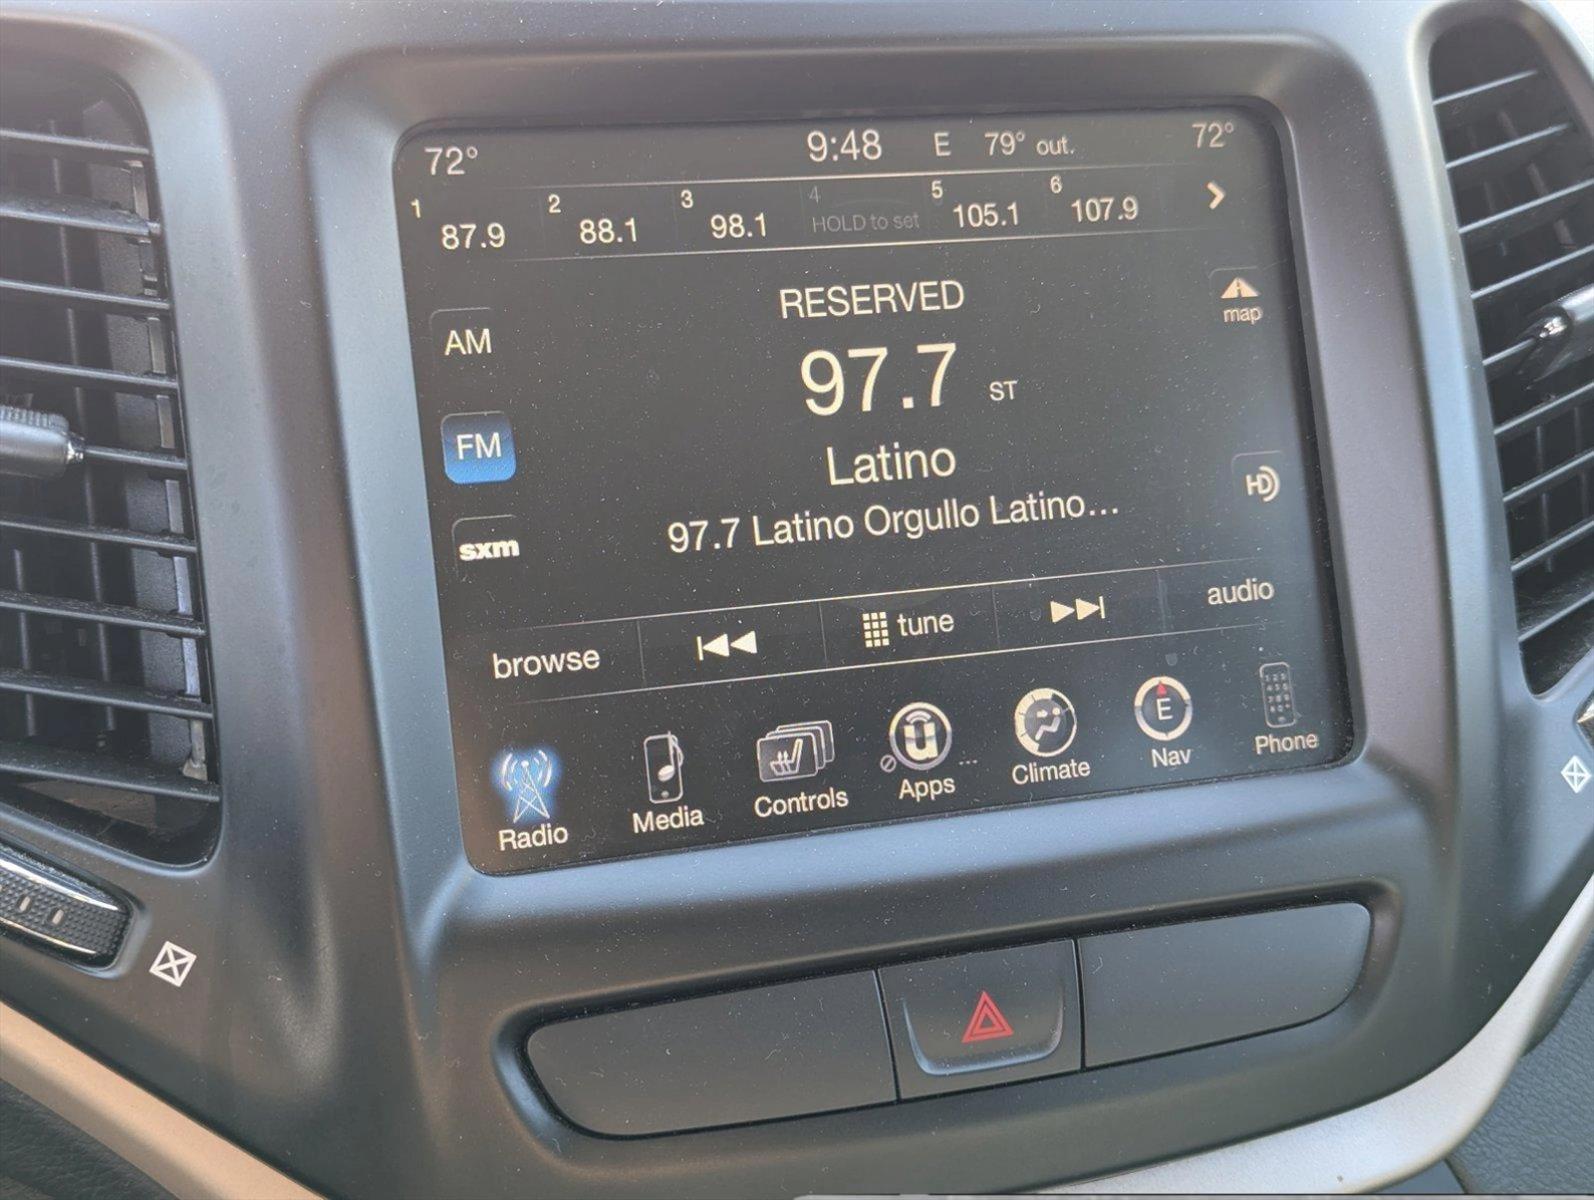 72° 9:48 E 79° out. 72°
1 87.9 2 88.1 3 98.1 4 HOLD to set 5 105.1 6 107.9
RESERVED
map
AM
97.7 ST
FM
Latino
HD
97.7 Latino Orgullo Latino...
sxm
browse tune audio
E
Radio Media Controls Apps ... Climate Nav Phone